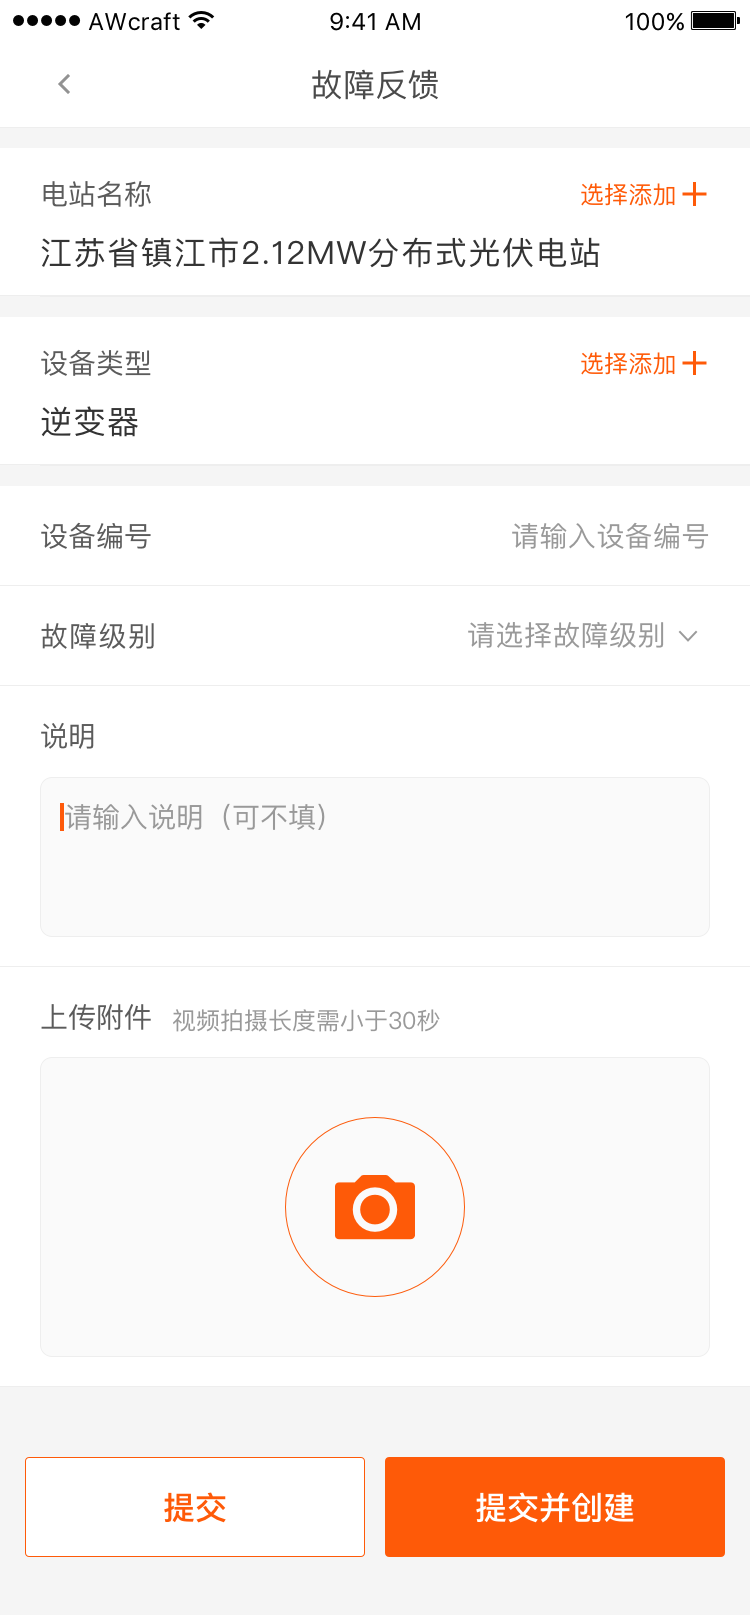 ●●●●● AWcraft 9:41 AM 100%
故障反馈
电站名称 选择添加
江苏省镇江市2.12MW分布式光伏电站
设备类型 选择添加
逆变器
设备编号 请输入设备编号
故障级别 请选择故障级别
说明
请输入说明（可不填）
上传附件 视频拍摄长度需小于30秒
提交 提交并创建